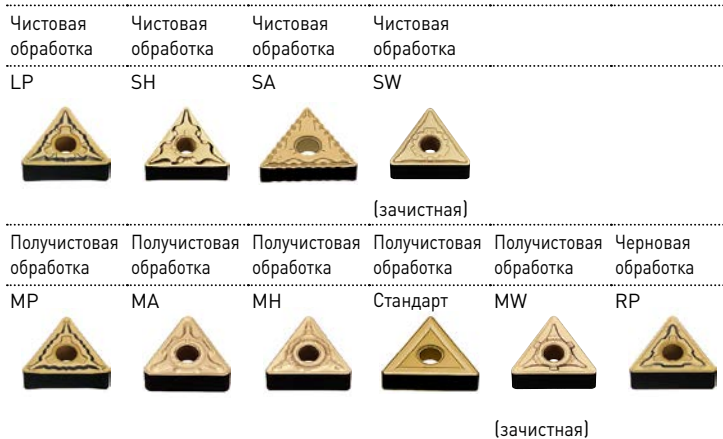 Чистовая Чистовая Чистовая Чистовая
обработка обработка обработка обработка
LP SH SA SW
(зачистная)
Получистовая Получистовая Получистовая Получистовая Получистовая Черновая
обработка обработка обработка обработка обработка обработка
MP MA MH Стандарт MW RP
(зачистная)